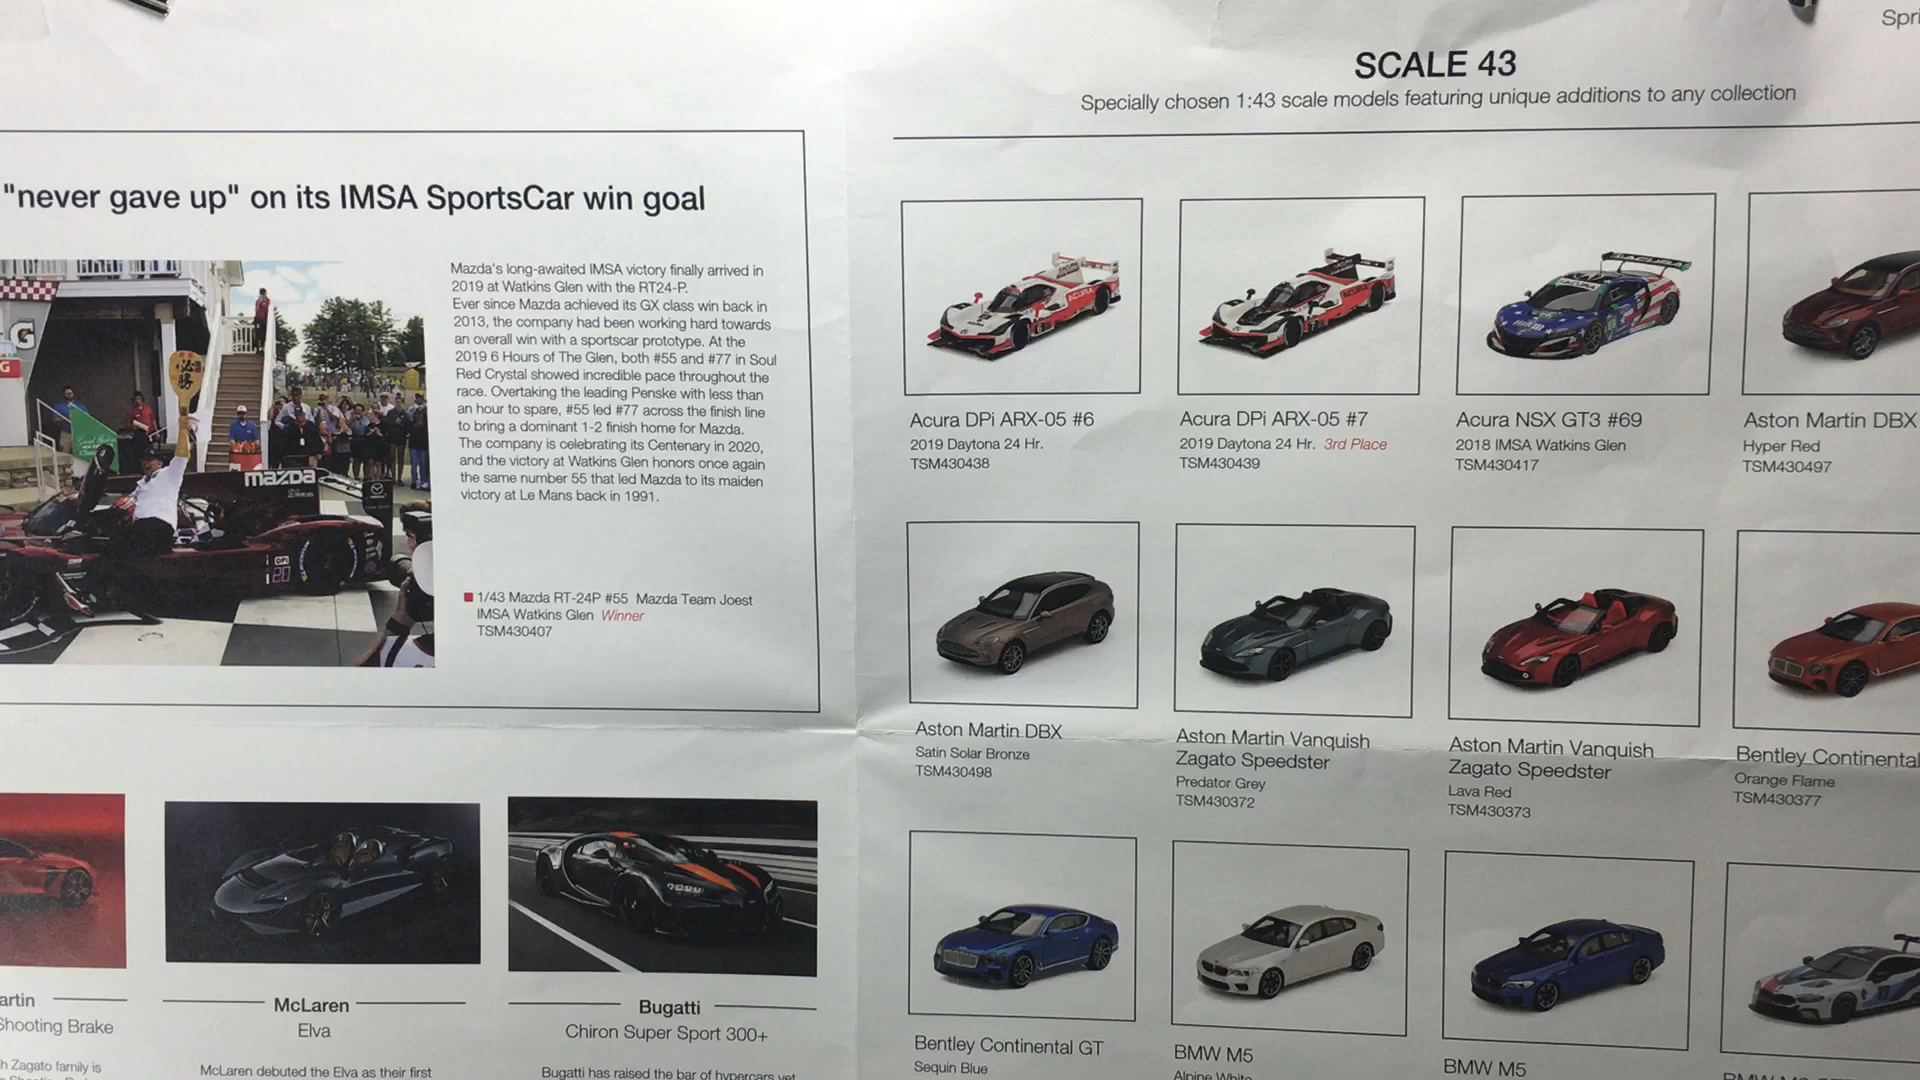 "never gave up" on its IMSA SportsCar win goal
Mazda's long-awaited IMSA victory finally arrived in
2019 at Watkins Glen with the RT24-P.
Ever since Mazda achieved its GX class win back in
2013, the company had been working hard towards
an overall win with a sportscar prototype. At the
2019 6 Hours of The Glen, both #55 and #77 in Soul
Red Crystal showed incredible pace throughout the
race. Overtaking the leading Penske with less than
an hour to spare, #55 led #77 across the finish line
to bring a dominant 1-2 finish home for Mazda.
The company is celebrating its Centenary in 2020,
and the victory at Watkins Glen honors once again
the same number 55 that led Mazda to its maiden
victory at Le Mans back in 1991.
G
G
必勝
mazda
20
1/43 Mazda RT-24P #55 Mazda Team Joest
IMSA Watkins Glen Winner
TSM430407
artin
Shooting Brake
h Zagato family is
McLaren
Elva
McLaren debuted the Elva as their first
Bugatti
Chiron Super Sport 300+
Bugatti has raised the bar of hypercars yet
Spri
SCALE 43
Specially chosen 1:43 scale models featuring unique additions to any collection
ACURA
6
Acura DPi ARX-05 #6
2019 Daytona 24 Hr.
TSM430438
ACURA
7
Acura DPi ARX-05 #7
2019 Daytona 24 Hr. 3rd Place
TSM430439
ACURA
Acura NSX GT3 #69
2018 IMSA Watkins Glen
TSM430417
Aston Martin DBX
Hyper Red
TSM430497
Aston Martin DBX
Satin Solar Bronze
TSM430498
Aston Martin Vanquish
Zagato Speedster
Predator Grey
TSM430372
Aston Martin Vanquish
Zagato Speedster
Lava Red
TSM430373
Bentley Continental
Orange Flame
TSM430377
Bentley Continental GT
Sequin Blue
BMW M5
Alpine White
BMW M5